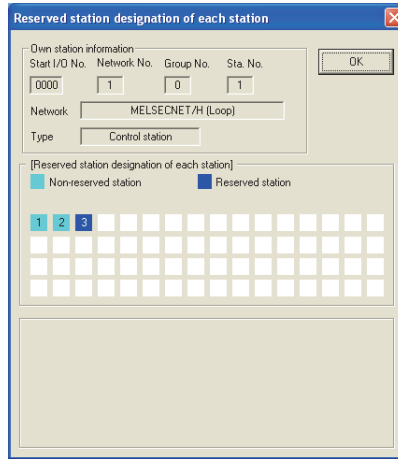 Reserved station designation of each station
Own station information
Start I/O No. Network No. Group No. Sta. No.
0000 1 0 1
OK
Network MELSECNET/H (Loop)
Type Control station
[Reserved station designation of each station]
Non-reserved station Reserved station
1 2 3